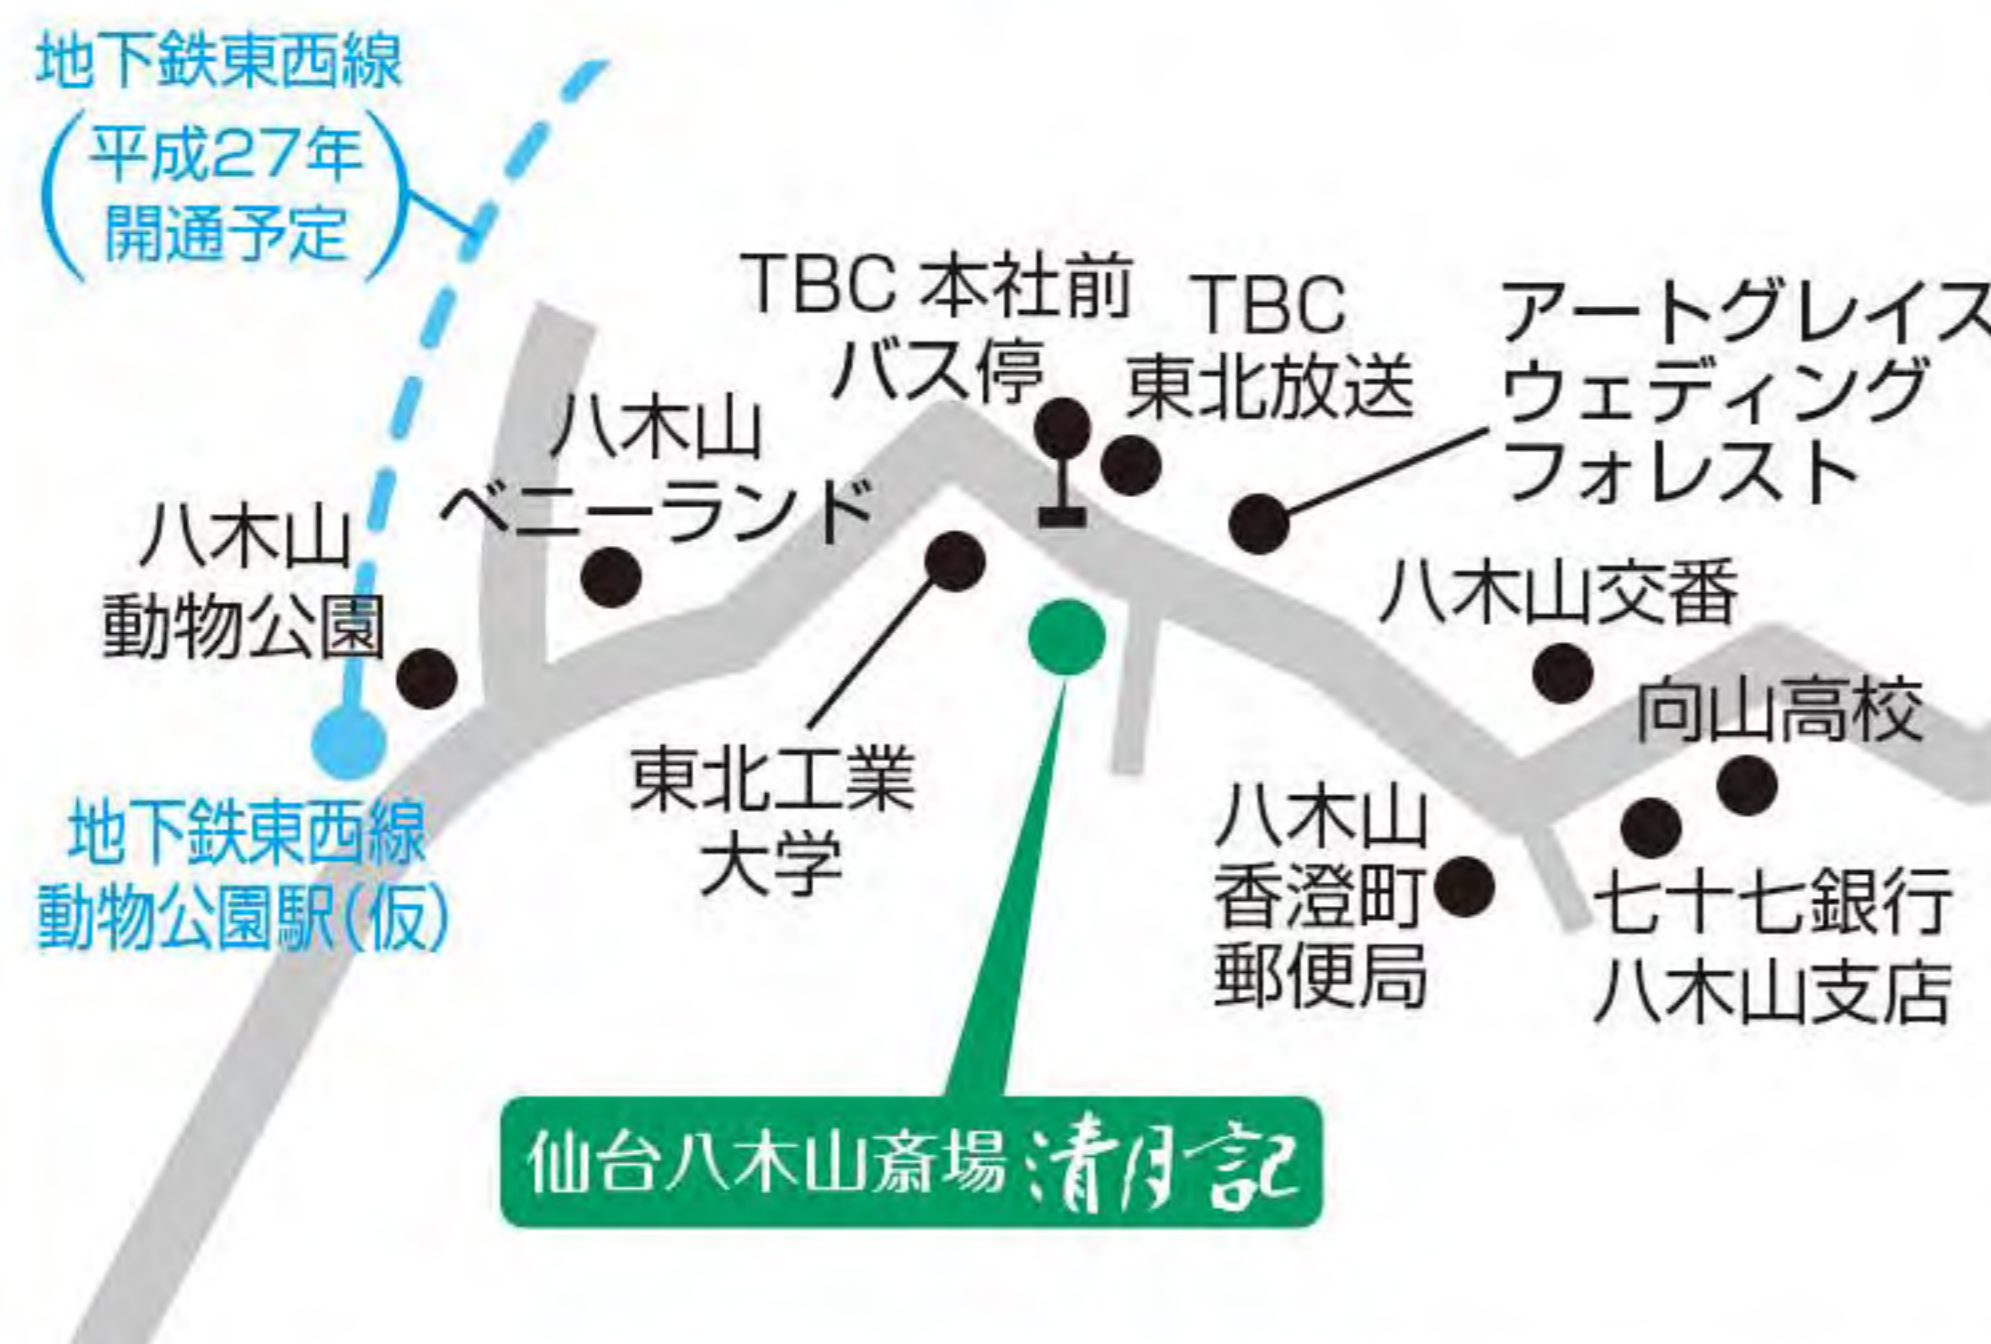 地下鉄東西線
(平成27年
開通予定)
TBC 本社前
バス停
TBC
東北放送
アートグレイス
ウェディング
フォレスト
八木山
ベニーランド
八木山
動物公園
八木山交番
向山高校
地下鉄東西線
動物公園駅(仮)
東北工業
大学
八木山
香澄町
郵便局
七十七銀行
八木山支店
仙台八木山斎場 清月記